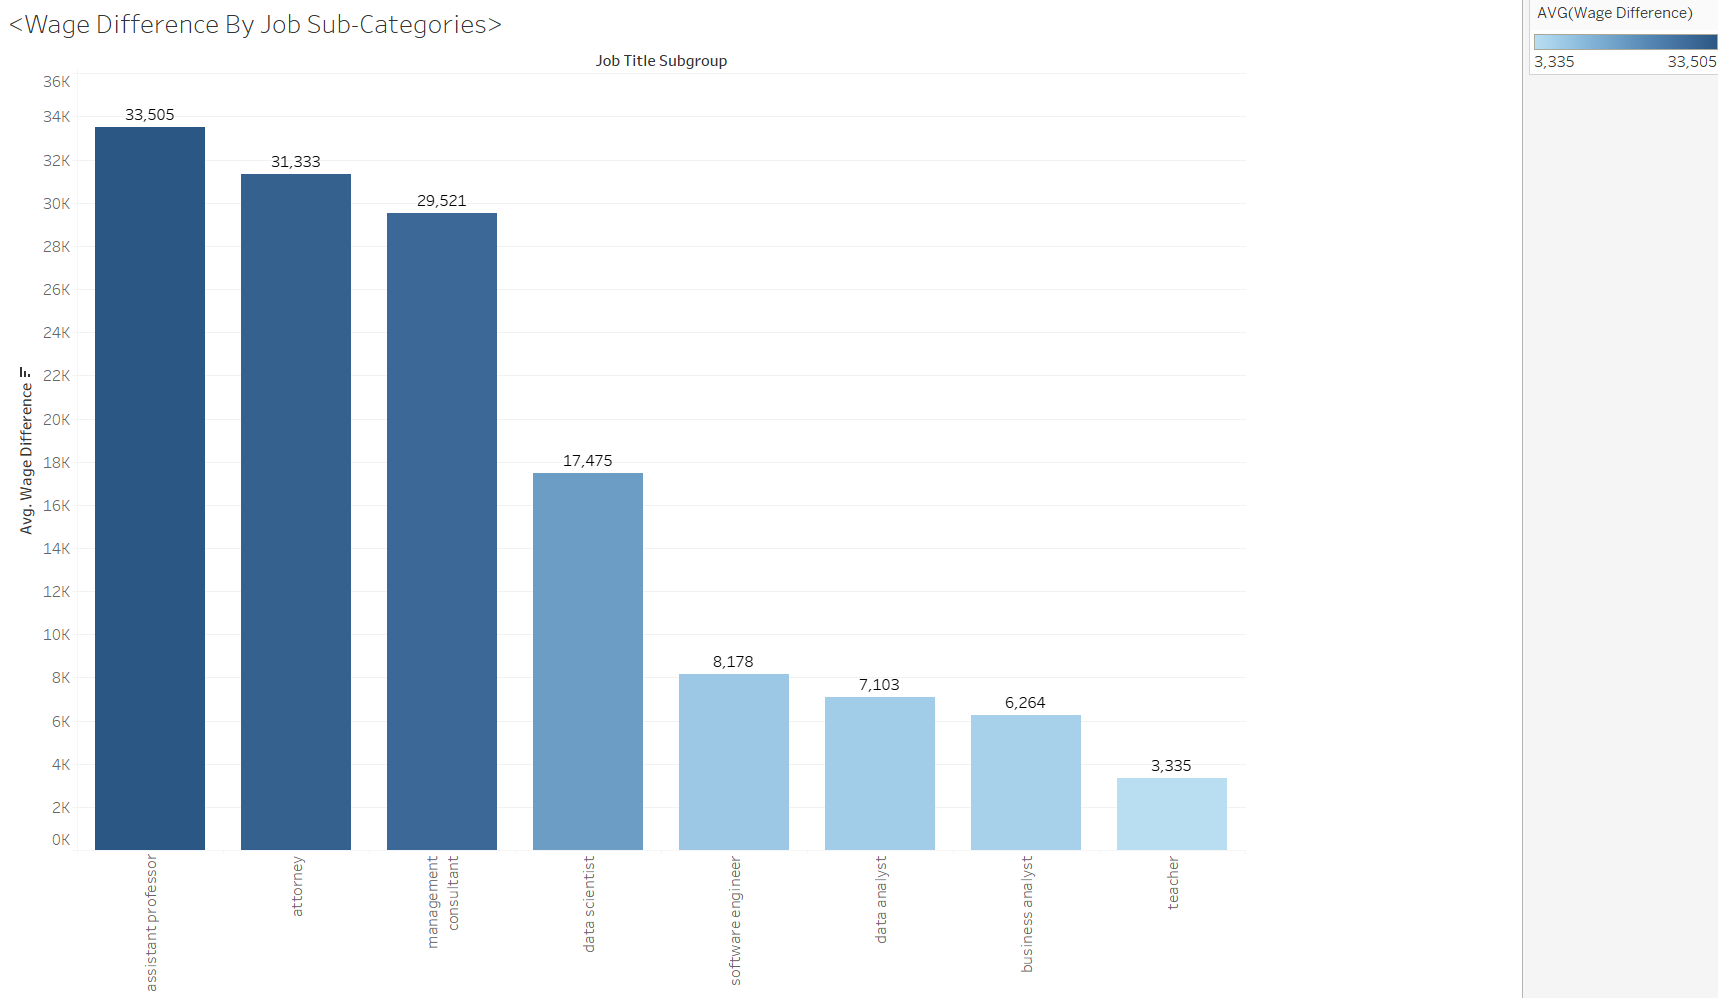 <Wage Difference By Job Sub-Categories>
Job Title Subgroup
Avg. Wage Difference
36K
34K
32K
30K
28K
26K
24K
22K
20K
18K
16K
14K
12K
10K
8K
6K
4K
2K
0K
33,505
31,333
29,521
17,475
8,178
7,103
6,264
3,335
assistant professor
attorney
management
consultant
data scientist
software engineer
data analyst
business analyst
teacher
AVG(Wage Difference)
3,335 33,505